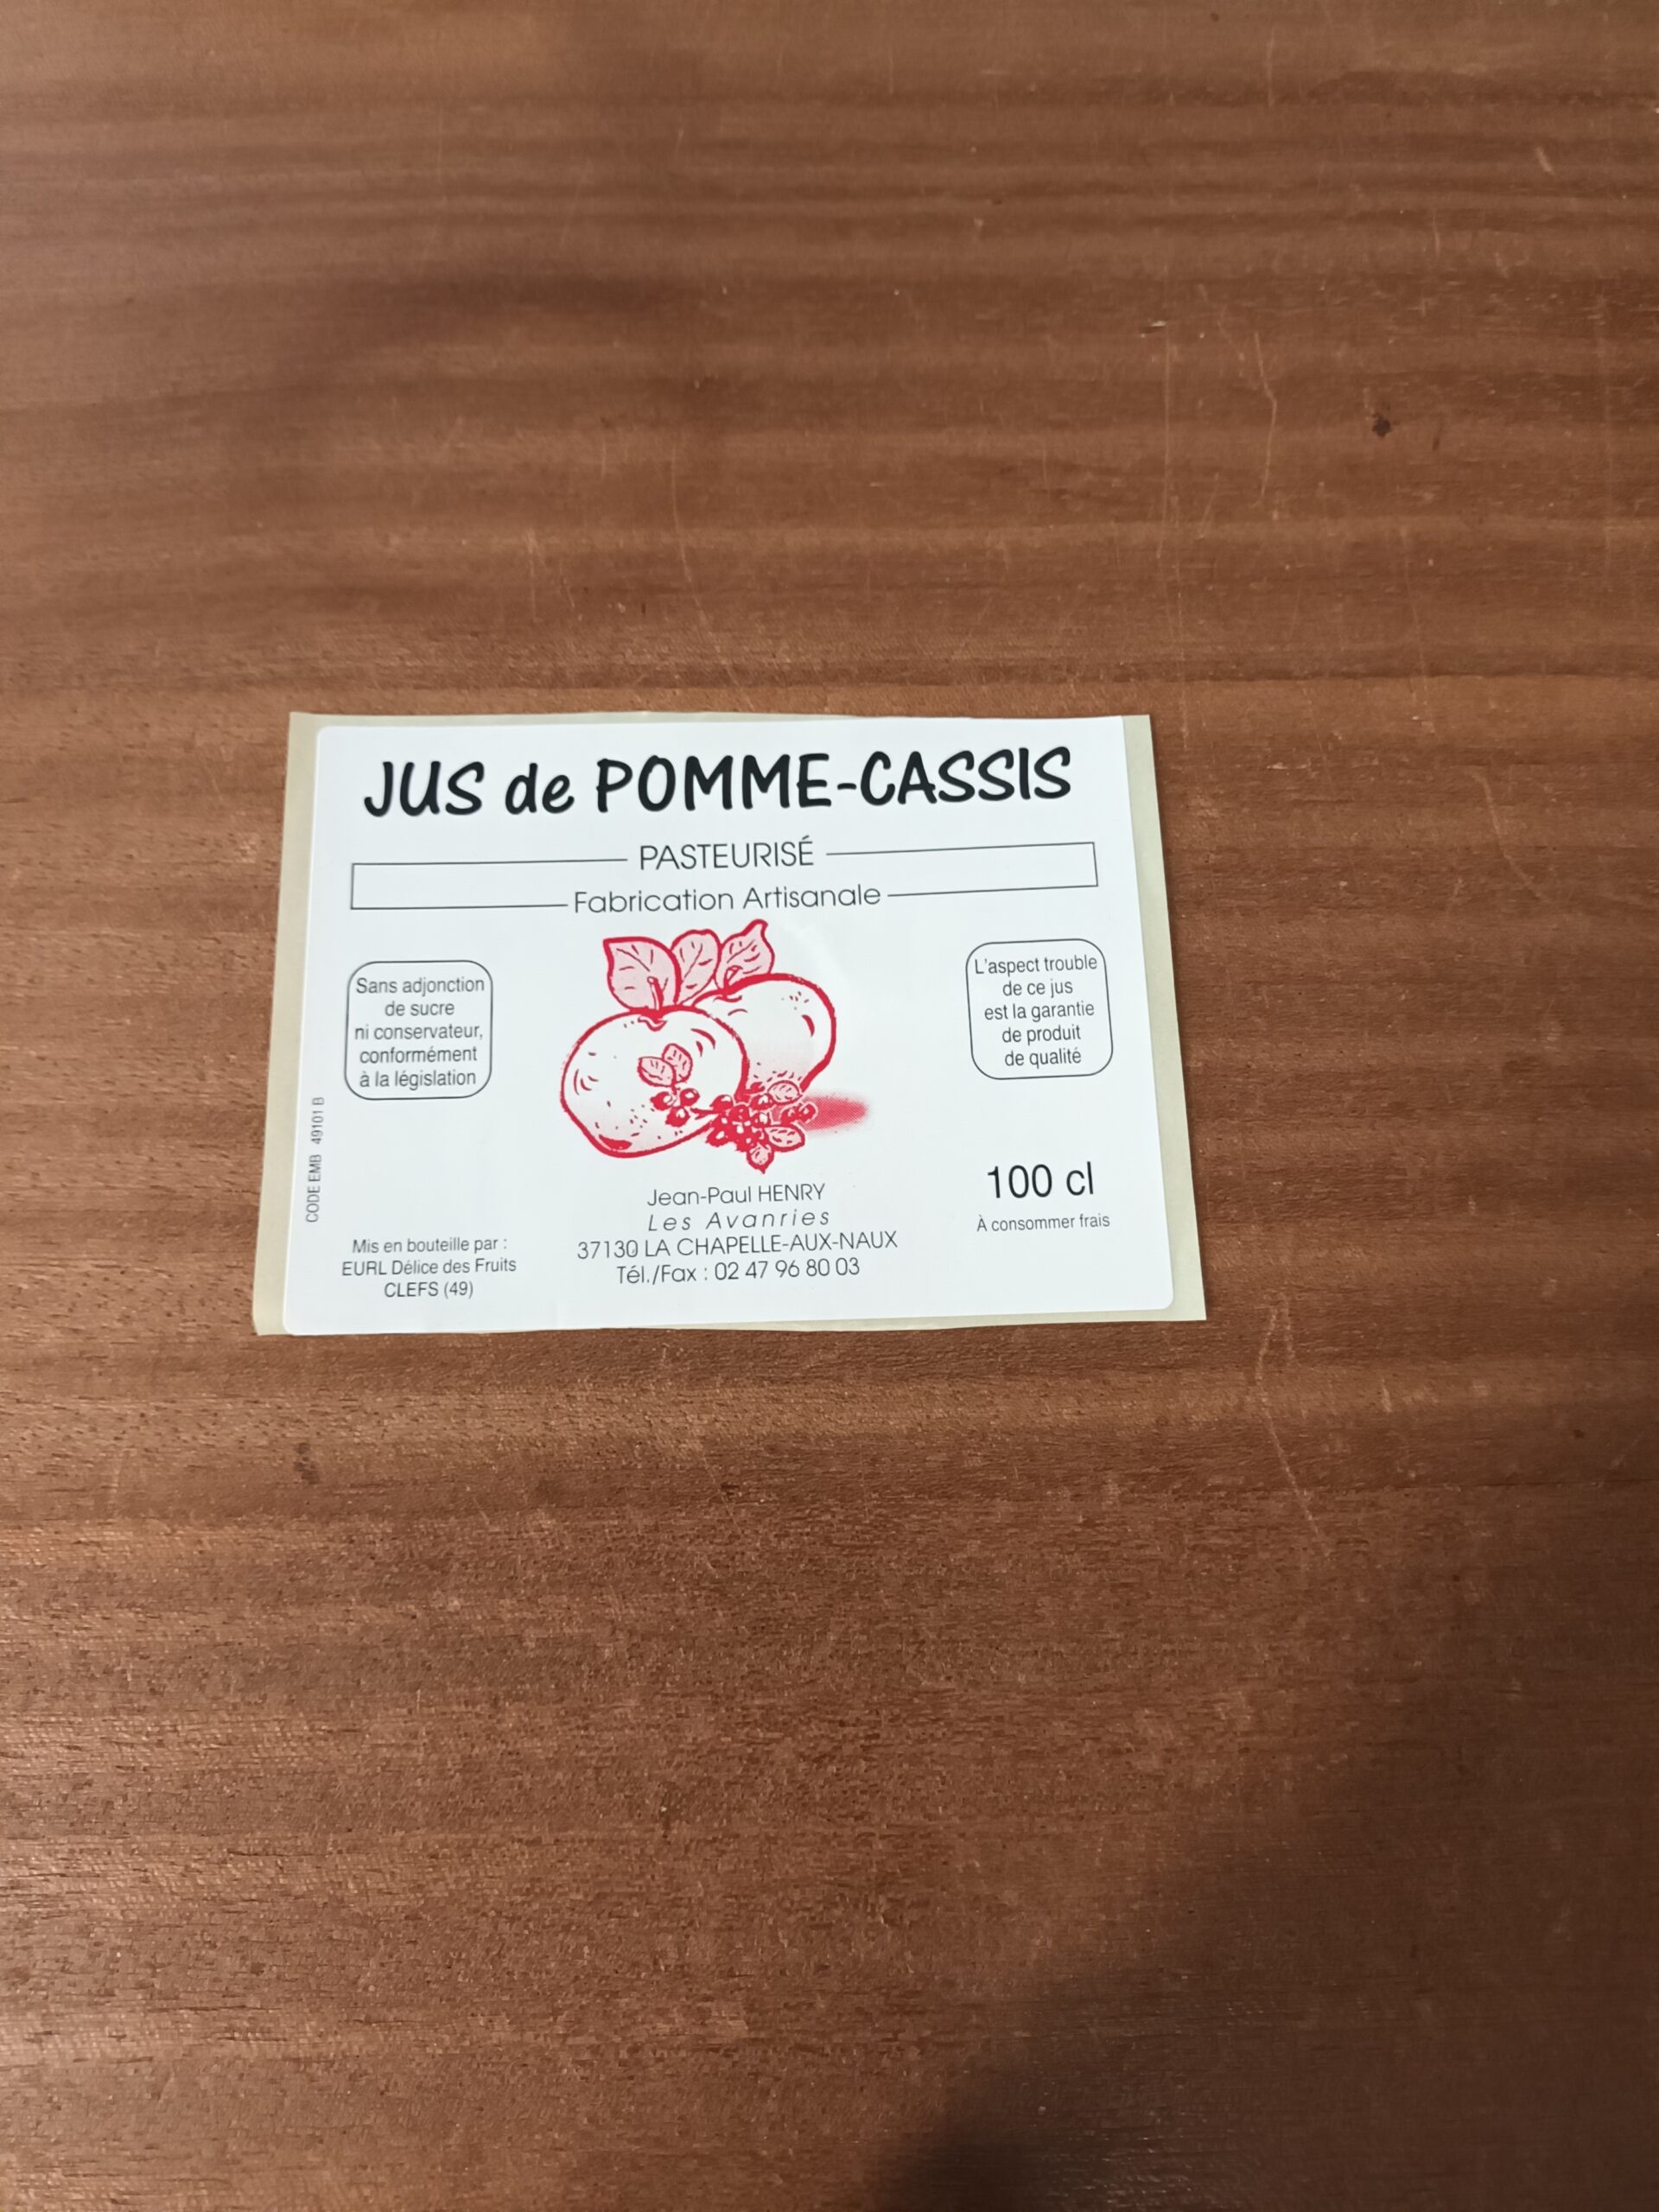 JUS de POMME-CASSIS
PASTEURISÉ
Fabrication Artisanale
Sans adjonction
de sucre
ni conservateur,
conformément
à la législation
L'aspect trouble
de ce jus
est la garantie
de produit
de qualité
CODE EMB 49101 B
Mis en bouteille par :
EURL Délice des Fruits
CLEFS (49)
Jean-Paul HENRY
Les Avanries
37130 LA CHAPELLE-AUX-NAUX
Tél./Fax : 02 47 96 80 03
100 cl
À consommer frais